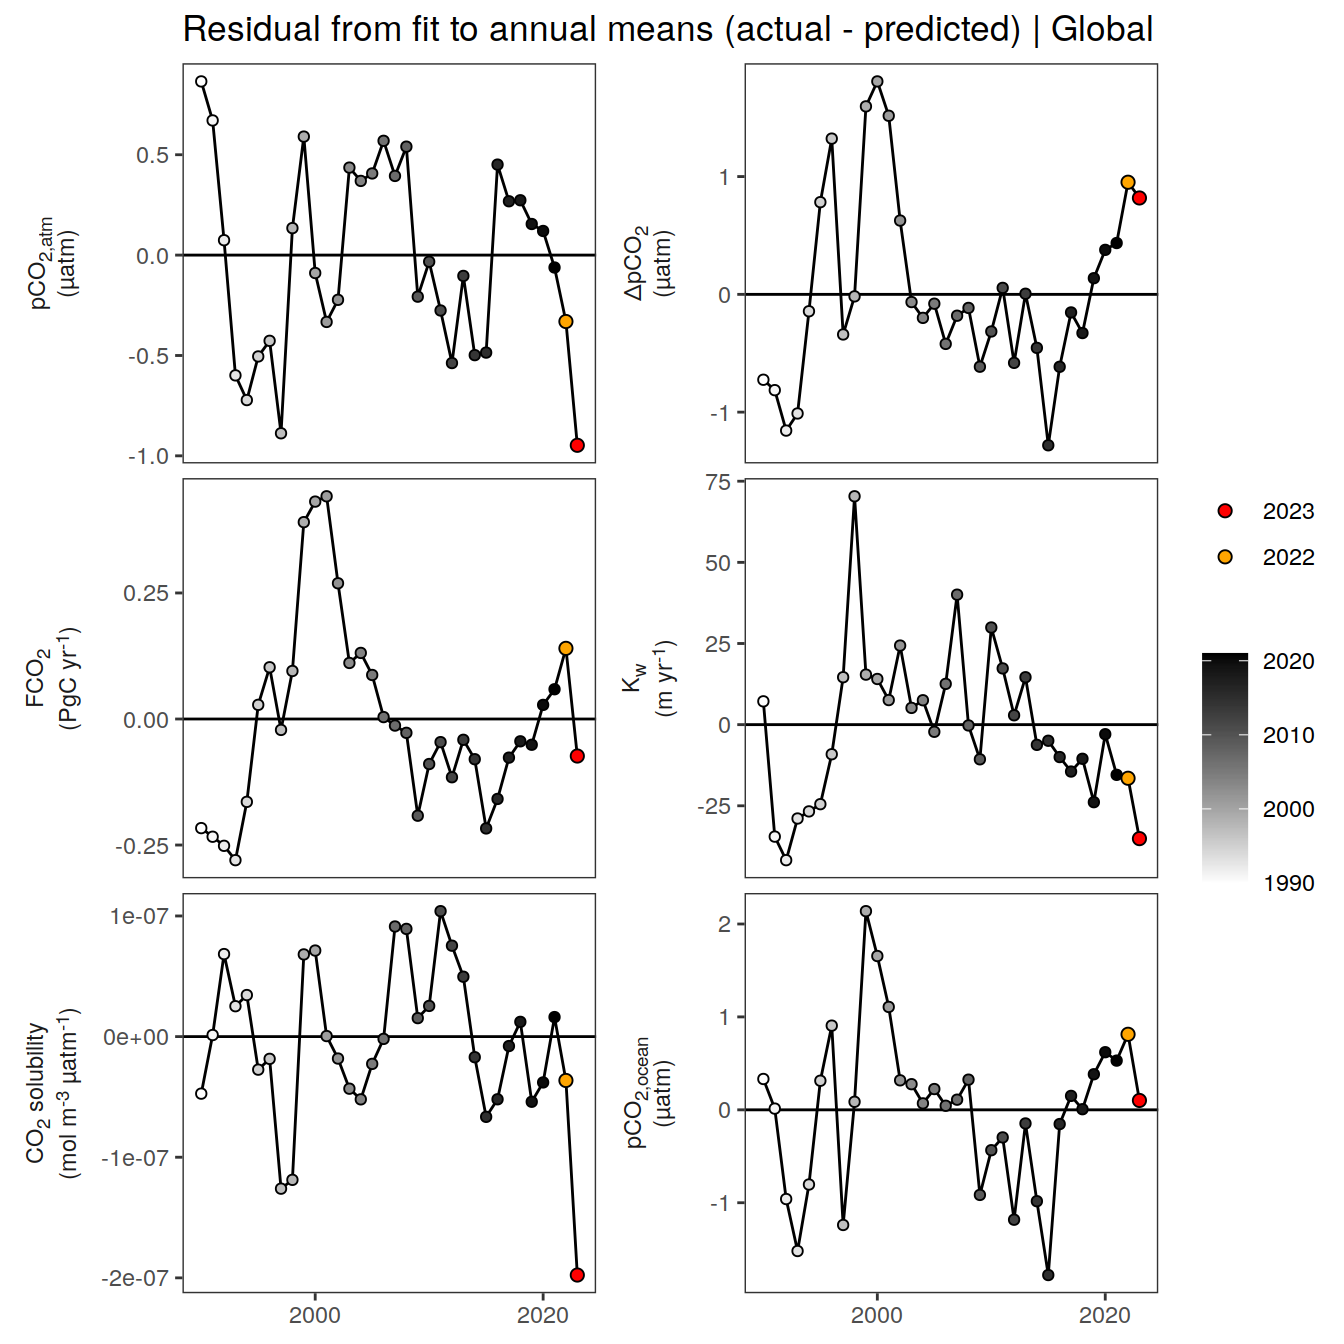 Residual from fit to annual means (actual - predicted) | Global
pCO2,atm
(µatm)
0.5
0.0
-0.5
-1.0
ΔpCO2
(µatm)
1
0
-1
FCO2
(PgC yr-1)
0.25
0.00
-0.25
Kw
(m yr-1)
75
50
25
0
-25
CO2 solubility
(mol m-3 µatm-1)
1e-07
0e+00
-1e-07
-2e-07
2000
2020
pCO2,ocean
(µatm)
2
1
0
-1
2000
2020
2023
2022
2020
2010
2000
1990